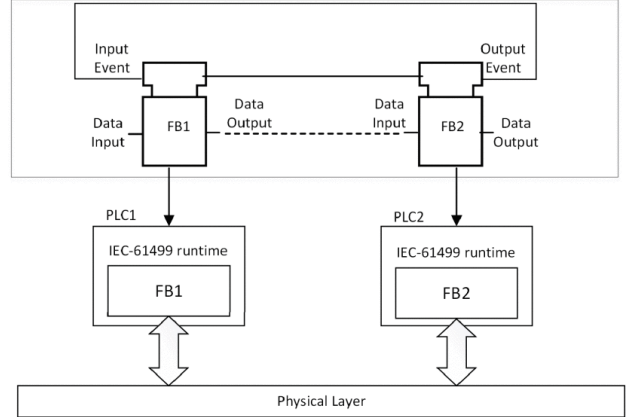 Input
Event
Output
Event
Data
Input
FB1
Data
Output
Data
Input
FB2
Data
Output
PLC1
IEC-61499 runtime
FB1
PLC2
IEC-61499 runtime
FB2
Physical Layer